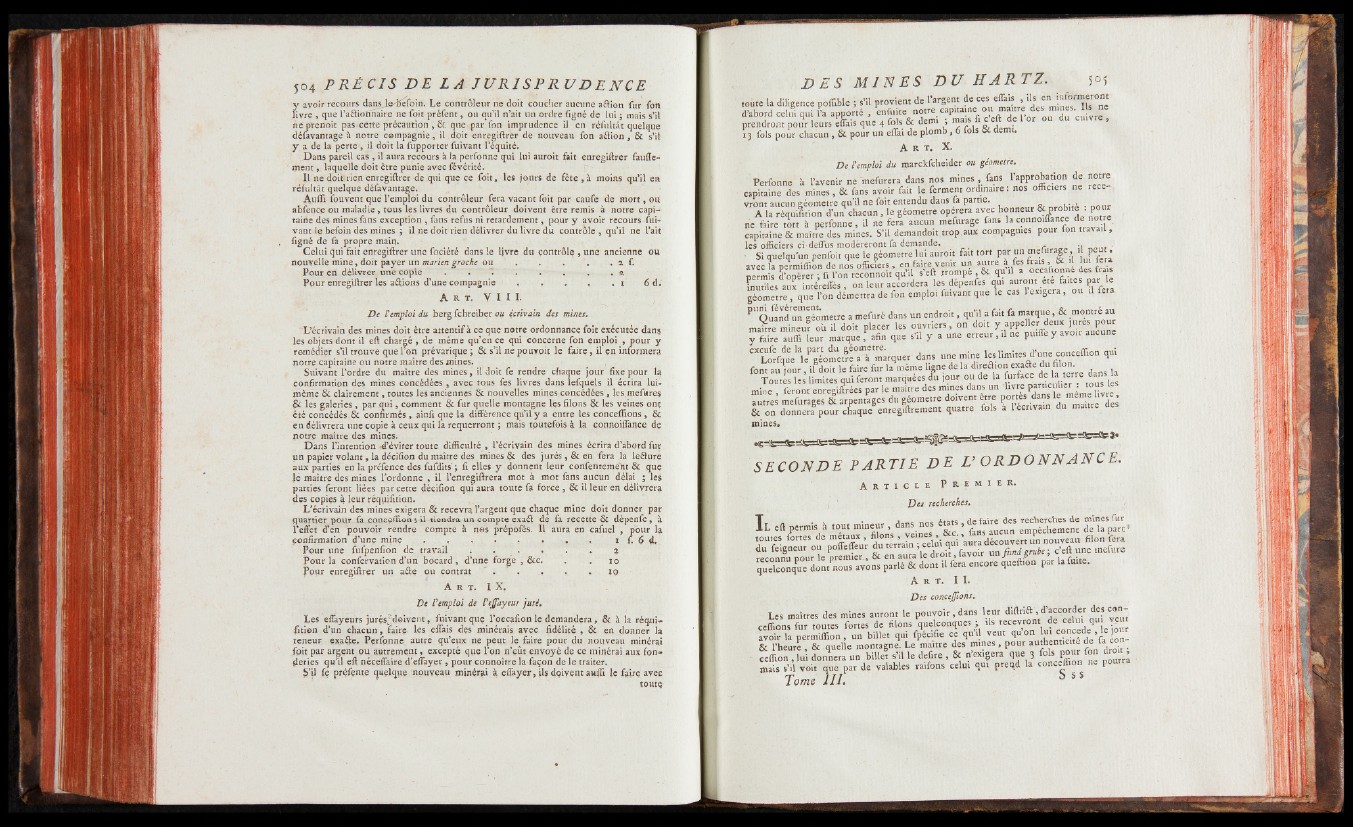 504 PRÉCIS DE LA JURISPRUDENCE
y avoir recours dans le besoin. Le contrôleur ne doit coucher aucune action sur son
livre, que l'actionnaire ne soit présent, ou qu'il n'ait un ordre signé de lui ; mais s'il
ne prenoit pas cette précaution, & que par son imprudence il en résultât quelque
désavantage à notre compagnie, il doit enregistrer de nouveau son action, & s'il
y a de la perte, il doit la supporter suivant l'équité.
Dans pareil cas, il aura recours à la personne qui lui auroit fait enregistrer fausse-
ment, laquelle doit être punie avec sévérité.
Il ne doit rien enregistrer de qui que ce soit, les jours de fête, à moins qu'il en
résultât quelque désavantage.
Aussi souvent que l'emploi du contrôleur sera vacant soit par cause de mort, ou
absence ou maladie, tous les livres du contrôleur doivent être remis à notre capi-
taine des mines sans exception, sans refus ni retardement, pour y avoir recours sui-
vant le besoin des mines ; il ne doit rien délivrer du livre du contrôle, qu'il ne l'ait
signé de sa propre main.
Celui qui fait enregistrer une société dans le livre du contrôle, une ancienne ou
nouvelle mine, doit payer un marien groche ou . . . . . 2 s.
Pour en délivrer une copie . . . . . . . . 2
Pour enregistrer les actions d'une compagnie . . . . . 1 6 d.
ART. VIII.
De l'emploi du berg schreiber ou écrivain des mines.
L'écrivain des mines doit être attentif à ce que notre ordonnance soit exécutée dans
les objets dont il est chargé, de même qu'en ce qui concerne son emploi, pour y
remédier s'il trouve que l'on prévarique ; & s'il ne pouvoit le faire, il en informera
notre capitaine ou notre maître des mines.
Suivant l'ordre du maître des mines, il doit se rendre chaque jour fixe pour la
confirmation des mines concédées, avec tous ses livres dans lesquels il écrira lui-
même & clairement, toutes les anciennes & nouvelles mines concédées, les mesures
& les galeries, par qui, comment & sur quelle montagne les filons & les veines ont
été concédés & confirmés, ainsi que la différence qu'il y a entre les concessions, &
en délivrera une copie à ceux qui la requerront ; mais toutefois à la connoissance de
notre maître des mines.
Dans l'intention d'éviter toute difficulté, l'écrivain des mines écrira d'abord sur
un papier volant, la décision du maître des mines & des jurés, & en fera la lecture
aux parties en la présence des susdits ; si elles y donnent leur consentement & que
le maître des mines l'ordonne, il l'enregistrera mot à mot sans aucun délai ; les
parties seront liées par cette décision qui aura toute sa force, & il leur en délivrera
des copies à leur réquisition.
L'écrivain des mines exigera & recevra l'argent que chaque mine doit donner par
quartier pour sa concession ; il tiendra un compte exact de sa recette & dépense, à
l'effet d'en pouvoir rendre compte à nos préposés. Il aura en casuel, pour la
confirmation d'une mine . . . . . . . . 1 s. 6 d.
Pour une suspension de travail . . . . . . 2
Pour la conservation d'un bocard, d'une forge, &c. . . 10
Pour enregistrer un acte ou contrat . . . . . 10
ART. IX.
De l'emploi de l'essayeur juré.
Les essayeurs jurés doivent, suivant que l'occasion le demandera, & à la réqui-
sition d'un chacun, faire les essais des minérais avec fidélité, & en donner la
teneur exacte. Personne autre qu'eux ne peut le faire pour du nouveau minérai
soit par argent ou autrement, excepté que l'on n'eût envoyé de ce minérai aux fon-
deries qu'il est nécessaire d'essayer, pour connoître la façon de le traiter.
S'il se présente quelque nouveau minérai à essayer, ils doivent aussi le faire avec
toute
DES MINES DU HARTZ. 505
toute la diligence possible ; s'il provient de l'argent de ces essais, ils en informeront
d'abord celui qui l'a apporté, ensuite notre capitaine ou maître des mines. Ils ne
prendront pour leurs essais que 4 sols & demi ; mais si c'est de l'or ou du cuivre,
13 sols pour chacun, & pour un essai de plomb, 6 sols & demi.
ART. X.
De l'emploi du marckscheider ou géometre.
Personne à l'avenir ne mesurera dans nos mines, sans l'approbation de notre
capitaine des mines, & sans avoir fait le serment ordinaire : nos officiers ne rece-
vront aucun géometre qu'il ne soit entendu dans sa partie.
A la réquisition d'un chacun, le géometre opérera avec honneur & probité : pour
ne faire tort à personne, il ne fera aucun mesurage sans la connoissance de notre
capitaine & maître des mines. S'il demandoit trop aux compagnies pour son travail,
les officiers ci dessus modéreront sa demande.
Si quelqu'un pensoit que le géometre lui auroit fait tort par un mesurage, il peut,
avec la permission de nos officiers, en faire venir un autre à ses frais, & il lui sera
permis d'opérer ; si l'on reconnoît qu'il s'est trompé, & qu'il a occasionné des frais
inutiles aux intéressés, on leur accordera les dépenses qui auront été faites par le
géometre, que l'on démettra de son emploi suivant que le cas l'exigera, ou il sera
puni sévérement.
Quand un géometre a mesuré dans un endroit, qu'il a fait sa marque, & montré au
maître mineur où il doit placer les ouvriers, on doit y appeller deux jurés pour
y faire aussi leur marque, afin que s'il y a une erreur, il ne puisse y avoir aucune
excuse de la part du géometre.
Lorsque le géometre a à marquer dans une mine les limites d'une concession qui
sont au jour, il doit le faire sur la même ligne de la direction exacte du filon.
Toutes les limites qui seront marquées du jour ou de la surface de la terre dans la
mine, seront enregistrées par le maître des mines dans un livre particulier : tous les
autres mesurages & arpentages du géometre doivent être portés dans le même livre,
& on donnera pour chaque enregistrement quatre sols à l'écrivain du maître des
mines.
SECONDE PARTIE DE L'ORDONNANCE.
ARTICLE PREMIER.
Des recherches.
IL est permis à tout mineur, dans nos états, de faire des recherches de mines sur
toutes sortes de métaux, filons, veines, &c., sans aucun empêchement de la part
du seigneur ou possesseur du terrain ; celui qui aura découvert un nouveau filon sera
reconnu pour le premier, & en aura le droit, savoir un fund grube ; c'est une mesure
quelconque dont nous avons parlé & dont il sera encore question par la suite.
ART. II.
Des concessions.
Les maîtres des mines auront le pouvoir, dans leur district, d'accorder des con-
cessions sur toutes sortes de filons quelconques ; ils recevront de celui qui veut
avoir la permission, un billet qui spécifie ce qu'il veut qu'on lui concede, le jour
& l'heure, & quelle montagne. Le maître des mines, pour authenticité de sa con-
cession, lui donnera un billet s'il le desire, & n'exigera que 3 sols pour son droit ;
mais s'il voit que par de valables raisons celui qui prend la concession ne pourra
Tome III. S s s